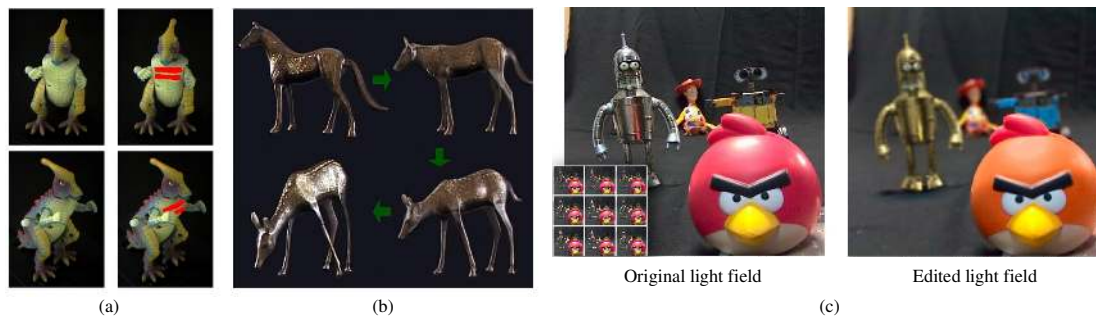 Original light field
Edited light field
(a)
(b)
(c)